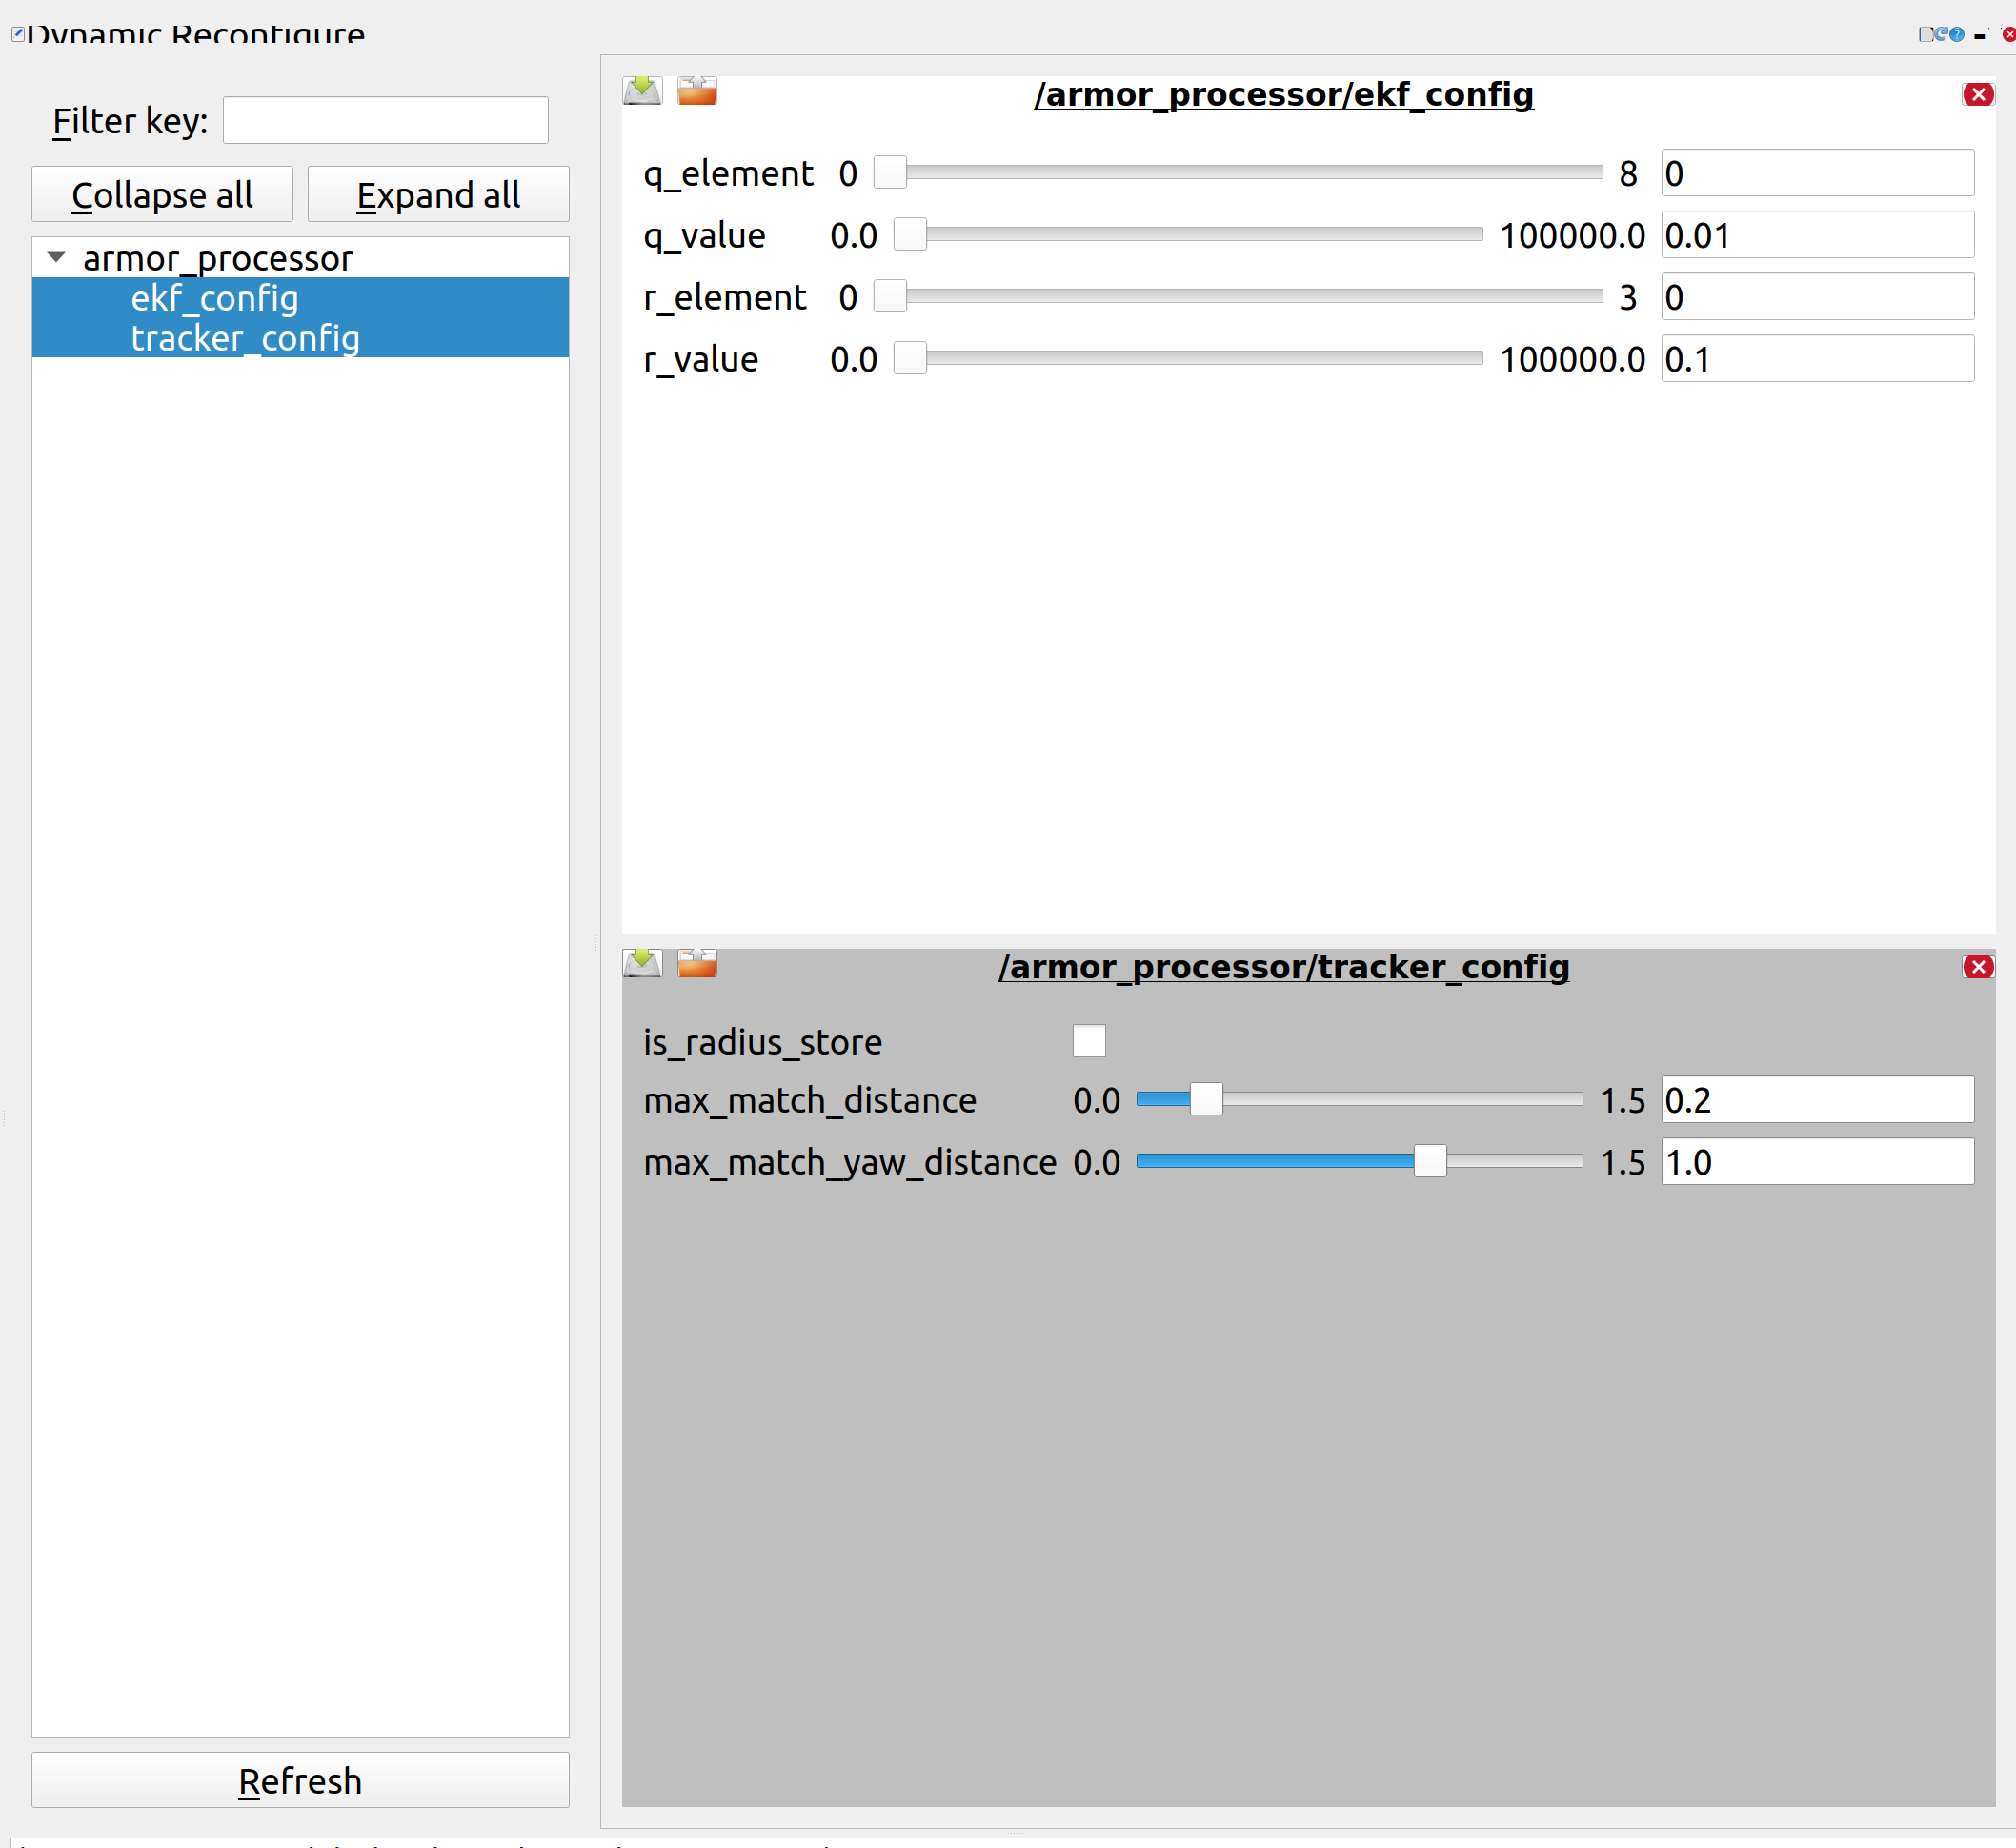 Dynamic Reconfigure
Filter key:
Collapse all Expand all
armor_processor
ekf_config
tracker_config
Refresh
/armor_processor/ekf_config
q_element 0 8 0
q_value 0.0 100000.0 0.01
r_element 0 3 0
r_value 0.0 100000.0 0.1
/armor_processor/tracker_config
is_radius_store
max_match_distance 0.0 1.5 0.2
max_match_yaw_distance 0.0 1.5 1.0